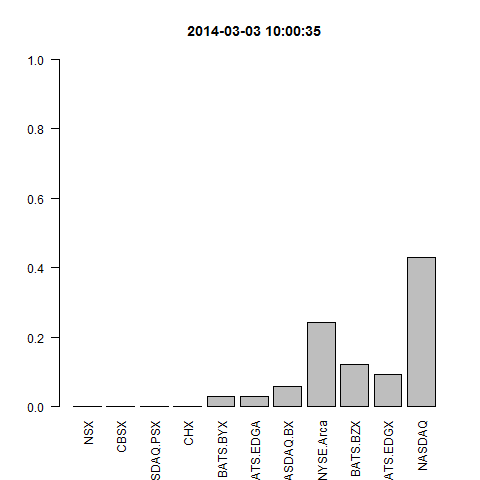 2014-03-03 10:00:35
1.0
0.8
0.6
0.4
0.2
0.0
NSX
CBSX
SDAQ.PSX
CHX
BATS.BYX
ATS.EDGA
ASDAQ.BX
NYSE.Arca
BATS.BZX
ATS.EDGX
NASDAQ